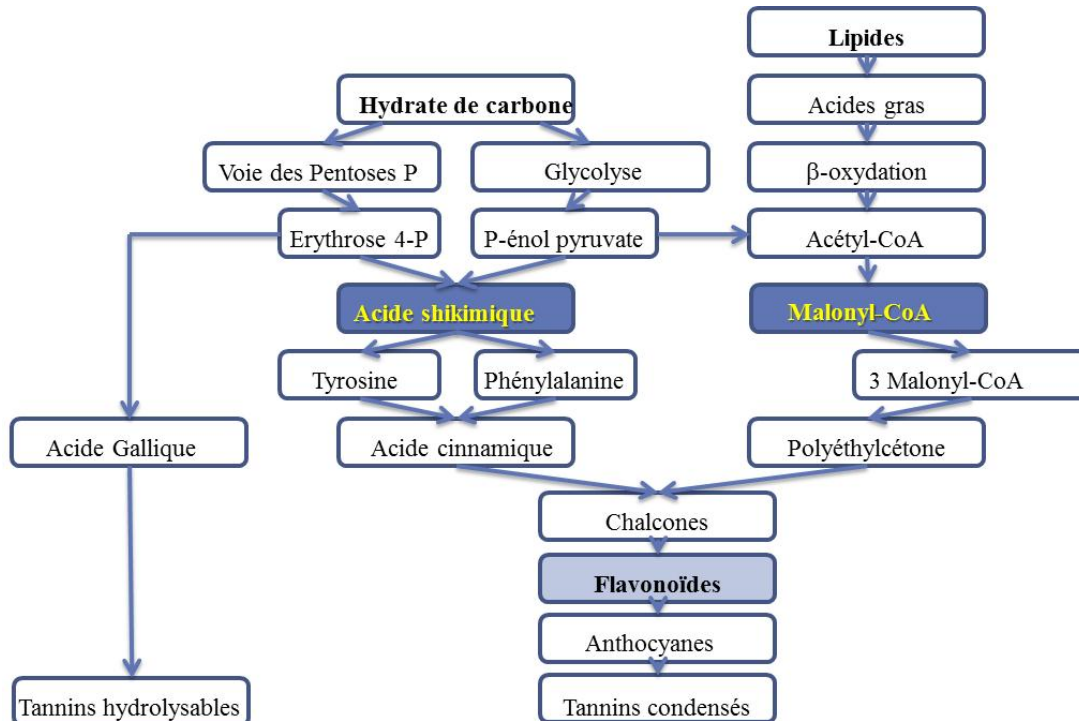 Lipides
Hydrate de carbone
Acides gras
Voie des Pentoses P
Glycolyse
β-oxydation
Erythrose 4-P
P-énol pyruvate
Acétyl-CoA
Acide shikimique
Malonyl-CoA
Tyrosine
Phénylalanine
3 Malonyl-CoA
Acide Gallique
Acide cinnamique
Polyéthylcétone
Chalcones
Flavonoïdes
Anthocyanes
Tannins hydrolysables
Tannins condensés